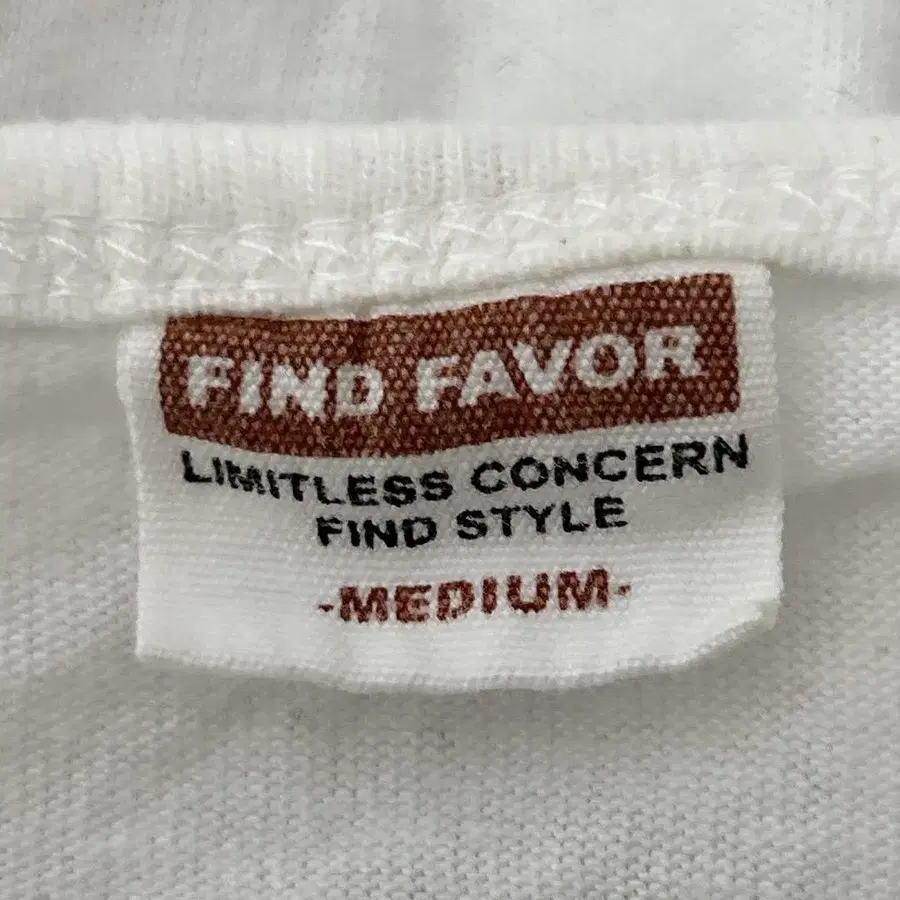 FIND FAVOR
LIMITLESS CONCERN
FIND STYLE
-MEDIUM-